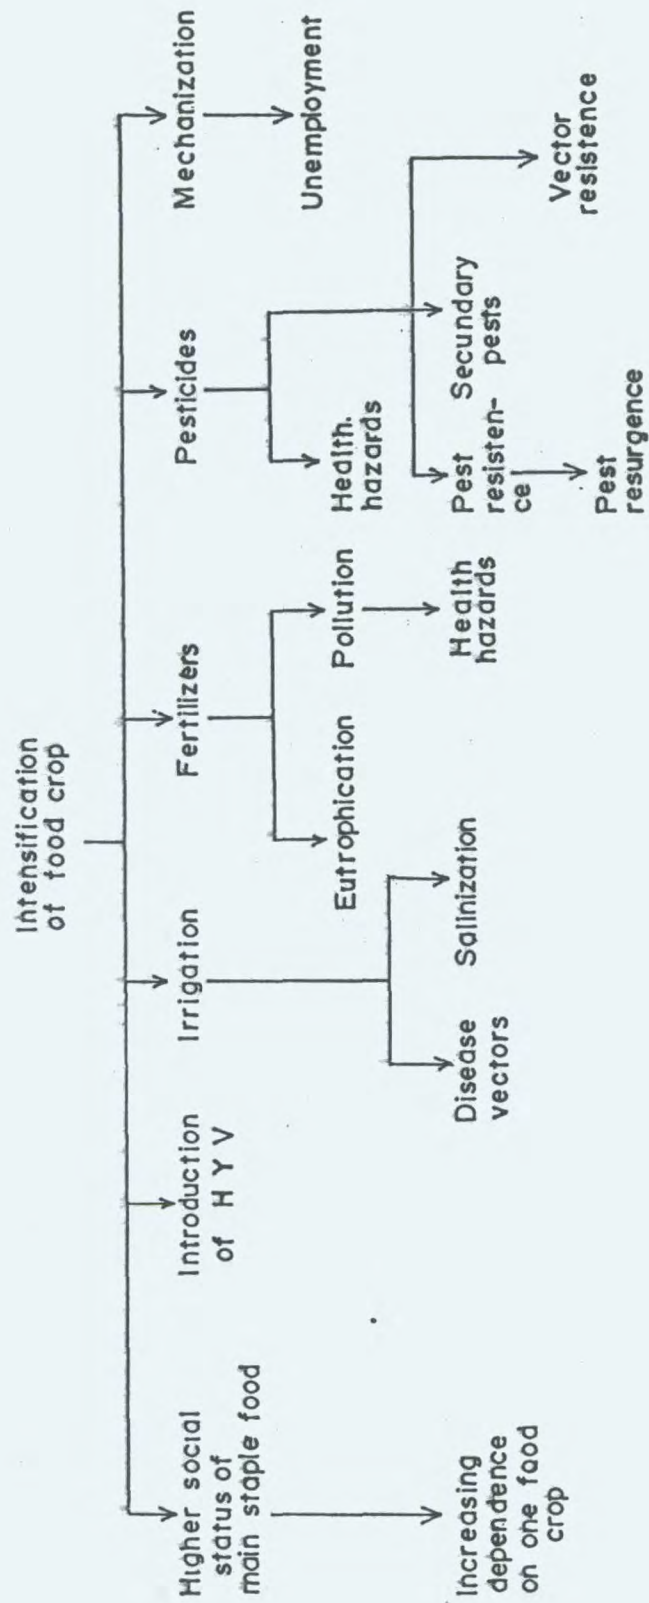 Intensification
of food crop
Higher social
status of
main staple food
Introduction
of H Y V
Irrigation
Fertilizers
Pesticides
Mechanization
Increasing
dependence
on one food
crop
Disease
vectors
Salinization
Eutrophication
Pollution
Health
hazards
Health.
hazards
Pest
resisten-
ce
Pest
resurgence
Secundary
pests
Vector
resistence
Unemployment